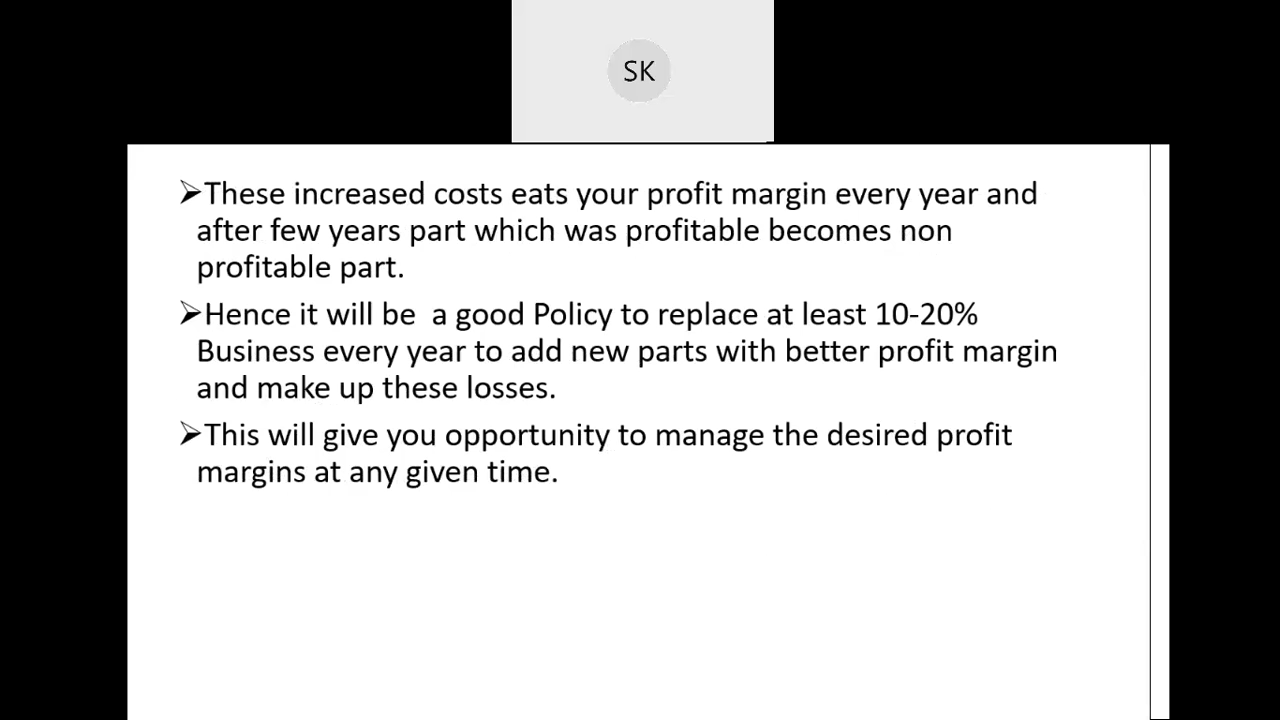 SK
➢These increased costs eats your profit margin every year and
after few years part which was profitable becomes non
profitable part.
➢Hence it will be  a good Policy to replace at least 10-20%
Business every year to add new parts with better profit margin
and make up these losses.
➢This will give you opportunity to manage the desired profit
margins at any given time.